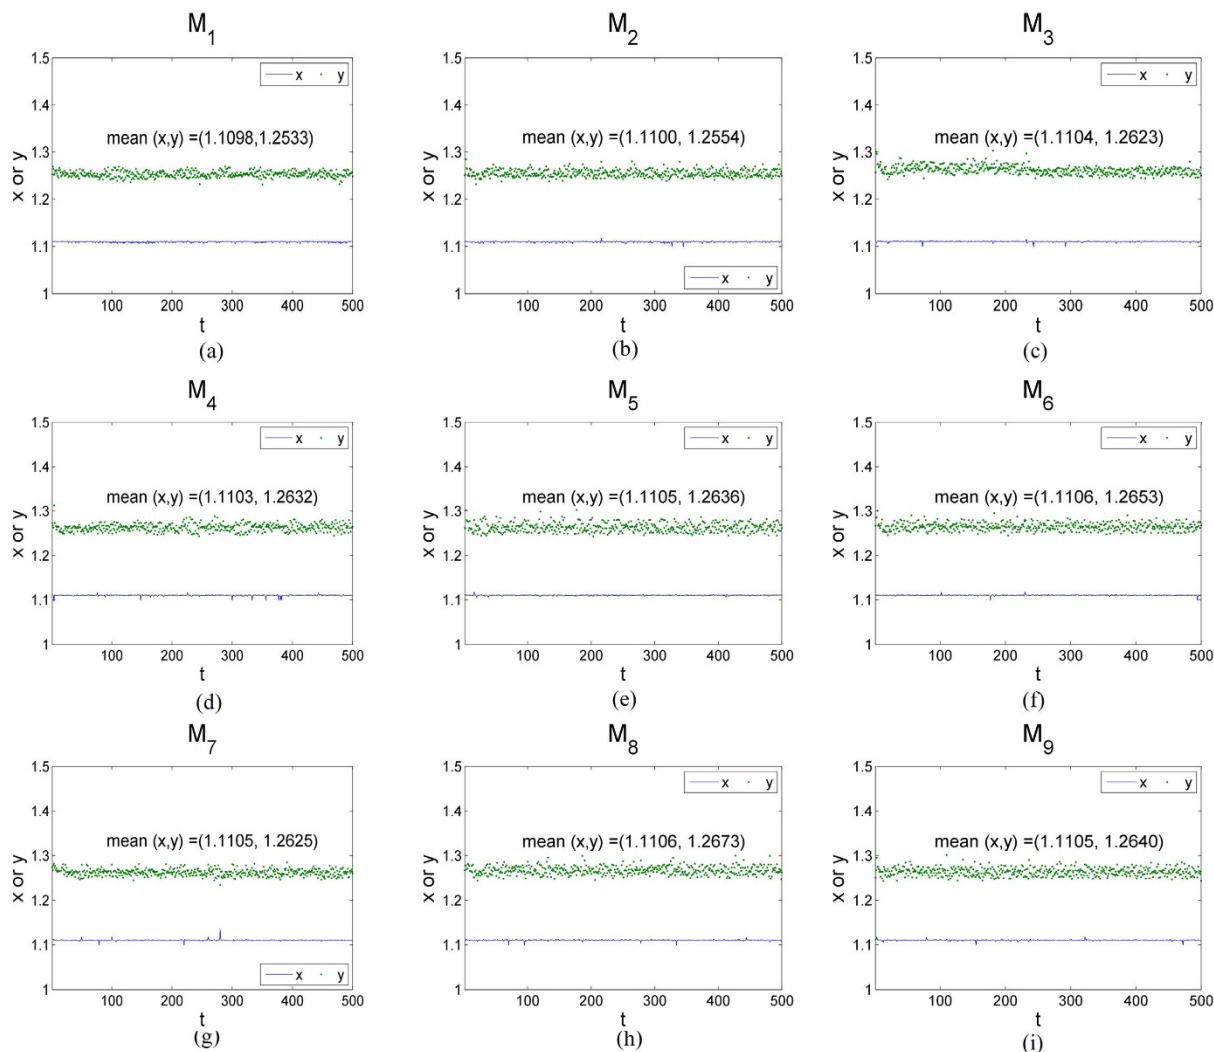 M1
M2
M3
1.5
1.4
1.3
1.2
1.1
1
x or y
x y
mean (x,y) =(1.1098,1.2533)
100 200 300 400 500
t
(a)
1.5
1.4
1.3
1.2
1.1
1
x or y
mean (x,y) =(1.1100, 1.2554)
x y
100 200 300 400 500
t
(b)
1.5
1.4
1.3
1.2
1.1
1
x or y
x y
mean (x,y) =(1.1104, 1.2623)
100 200 300 400 500
t
(c)
M4
M5
M6
1.5
1.4
1.3
1.2
1.1
1
x or y
x y
mean (x,y) =(1.1103, 1.2632)
100 200 300 400 500
t
(d)
1.5
1.4
1.3
1.2
1.1
1
x or y
x y
mean (x,y) =(1.1105, 1.2636)
100 200 300 400 500
t
(e)
1.5
1.4
1.3
1.2
1.1
1
x or y
x y
mean (x,y) =(1.1106, 1.2653)
100 200 300 400 500
t
(f)
M7
M8
M9
1.5
1.4
1.3
1.2
1.1
1
x or y
mean (x,y) =(1.1105, 1.2625)
x y
100 200 300 400 500
t
(g)
1.5
1.4
1.3
1.2
1.1
1
x or y
x y
mean (x,y) =(1.1106, 1.2673)
100 200 300 400 500
t
(h)
1.5
1.4
1.3
1.2
1.1
1
x or y
x y
mean (x,y) =(1.1105, 1.2640)
100 200 300 400 500
t
(i)